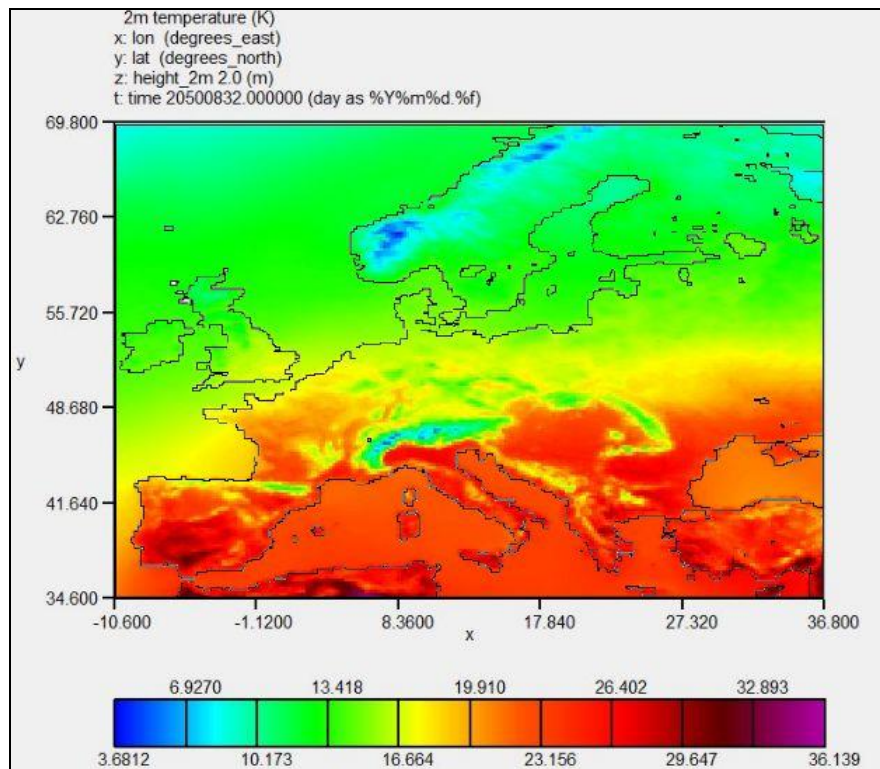 2m temperature (K)
x: lon (degrees_east)
y: lat (degrees_north)
z: height_2m 2.0 (m)
t: time 20500832.000000 (day as %Y%m%d.%f)
69.800
62.760
55.720
y
48.680
41.640
34.600
-10.600 -1.1200 8.3600 17.840 27.320 36.800
x
6.9270 13.418 19.910 26.402 32.893
3.6812 10.173 16.664 23.156 29.647 36.139